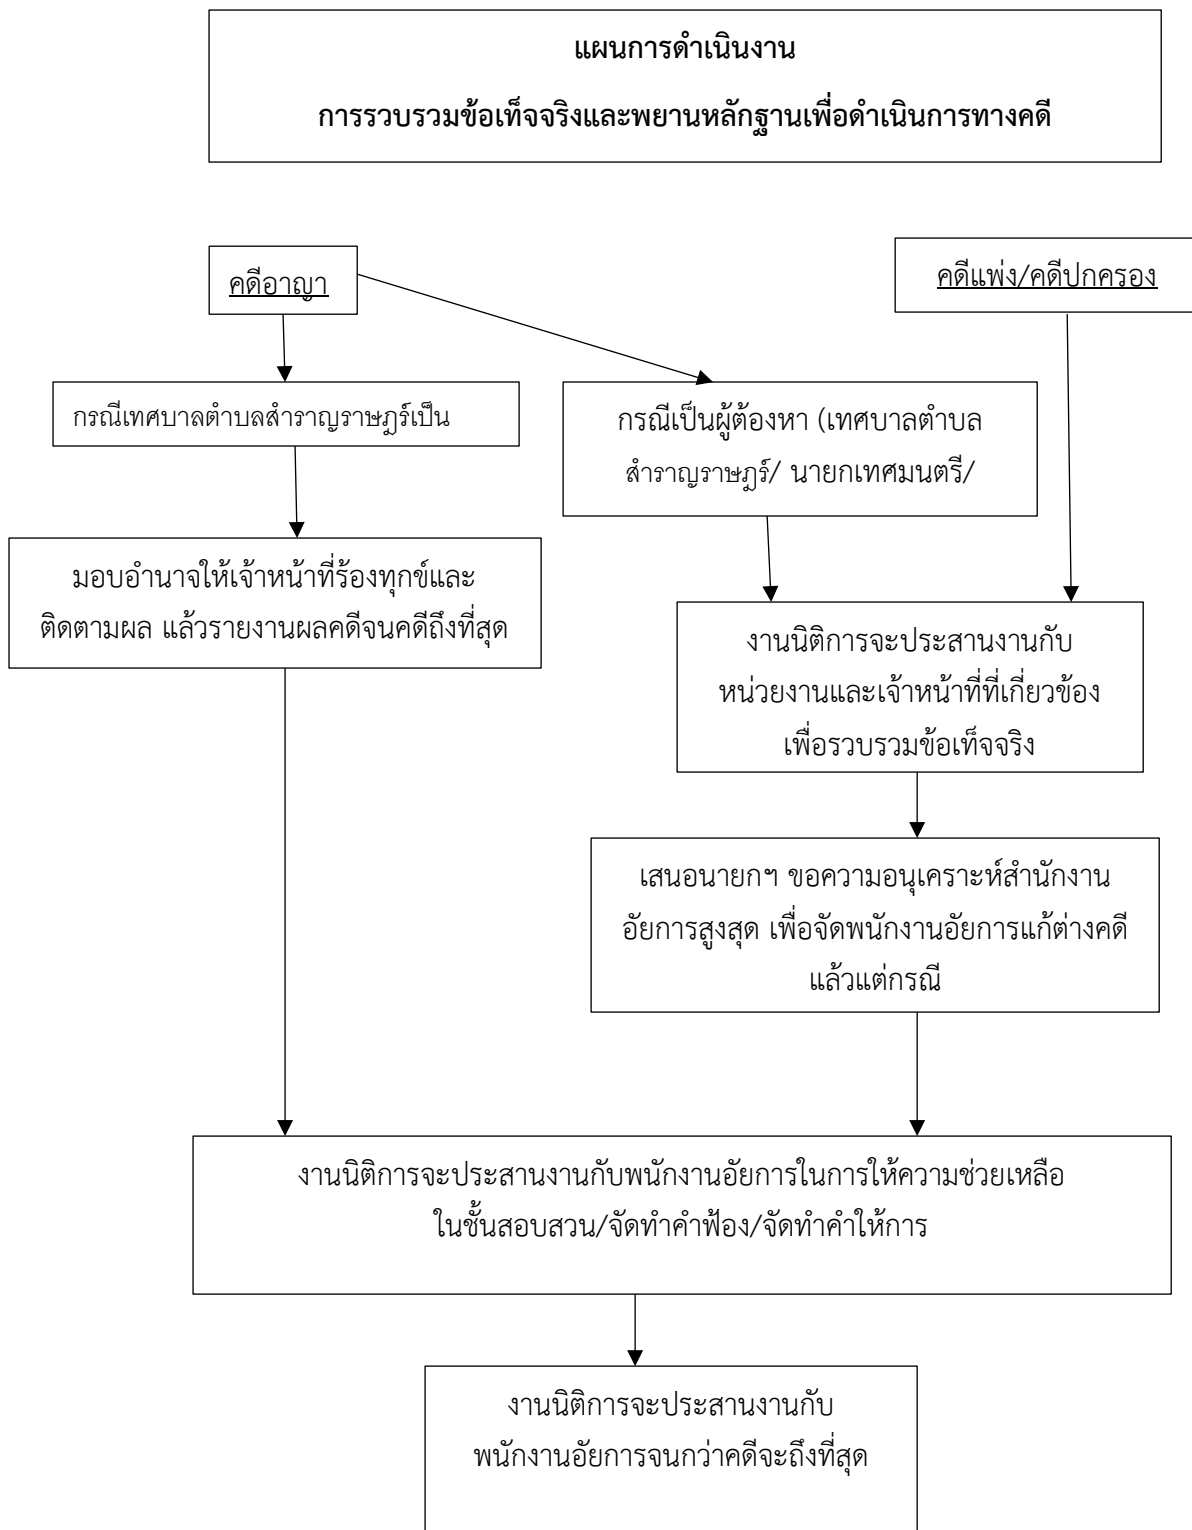 แผนการดำเนินงาน
การรวบรวมข้อเท็จจริงและพยานหลักฐานเพื่อดำเนินการทางคดี
คดีอาญา
คดีแพ่ง/คดีปกครอง
กรณีเทศบาลตำบลสำราญราษฎร์เป็น
กรณีเป็นผู้ต้องหา (เทศบาลตำบล
สำราญราษฎร์/ นายกเทศมนตรี/
มอบอำนาจให้เจ้าหน้าที่ร้องทุกข์และ
ติดตามผล แล้วรายงานผลคดีจนคดีถึงที่สุด
งานนิติการจะประสานงานกับ
หน่วยงานและเจ้าหน้าที่ที่เกี่ยวข้อง
เพื่อรวบรวมข้อเท็จจริง
เสนอนายกฯ ขอความอนุเคราะห์สำนักงาน
อัยการสูงสุด เพื่อจัดพนักงานอัยการแก้ต่างคดี
แล้วแต่กรณี
งานนิติการจะประสานงานกับพนักงานอัยการในการให้ความช่วยเหลือ
ในชั้นสอบสวน/จัดทำคำฟ้อง/จัดทำคำให้การ
งานนิติการจะประสานงานกับ
พนักงานอัยการจนกว่าคดีจะถึงที่สุด